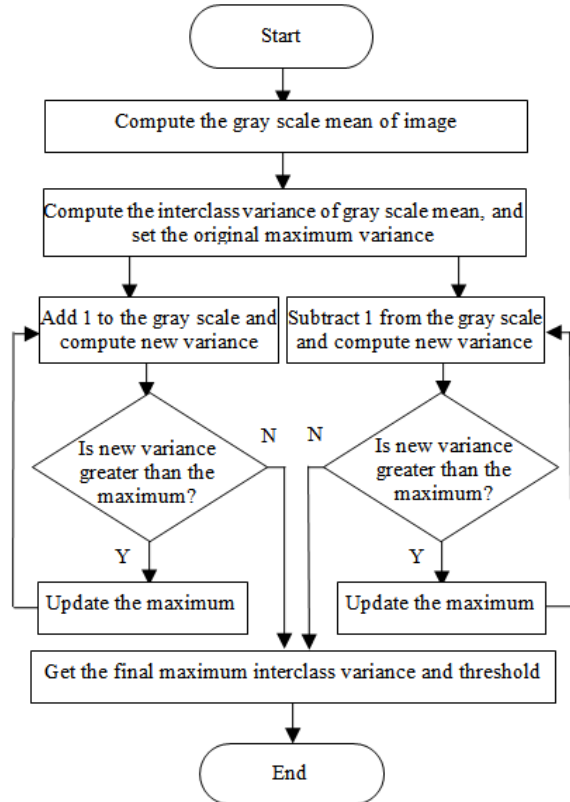 Start
Compute the gray scale mean of image
Compute the interclass variance of gray scale mean, and
set the original maximum variance
Add 1 to the gray scale and
compute new variance
Subtract 1 from the gray scale
and compute new variance
Is new variance
greater than the
maximum?
N
Y
Update the maximum
N
Is new variance
greater than the
maximum?
Y
Update the maximum
Get the final maximum interclass variance and threshold
End